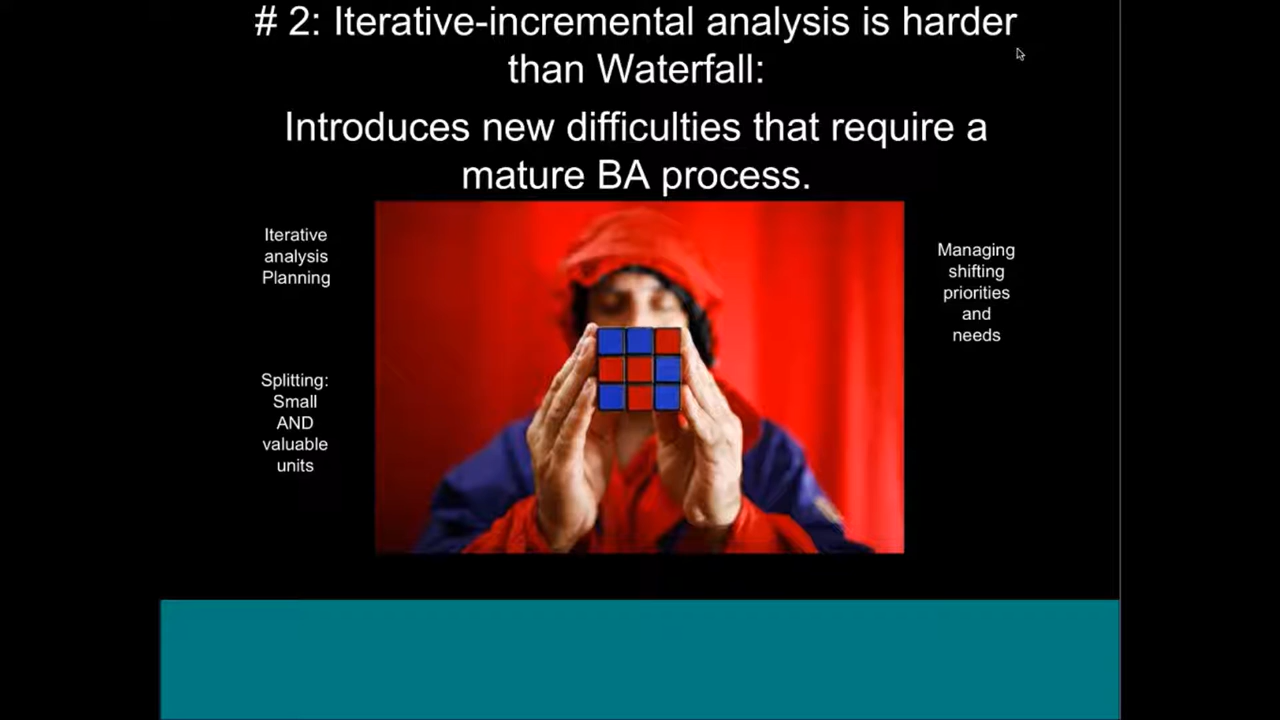 # 2: Iterative-incremental analysis is harder
than Waterfall:
Introduces new difficulties that require a
mature BA process.
Iterative
analysis
Planning
Splitting:
Small
AND
valuable
units
Managing
shifting
priorities
and
needs